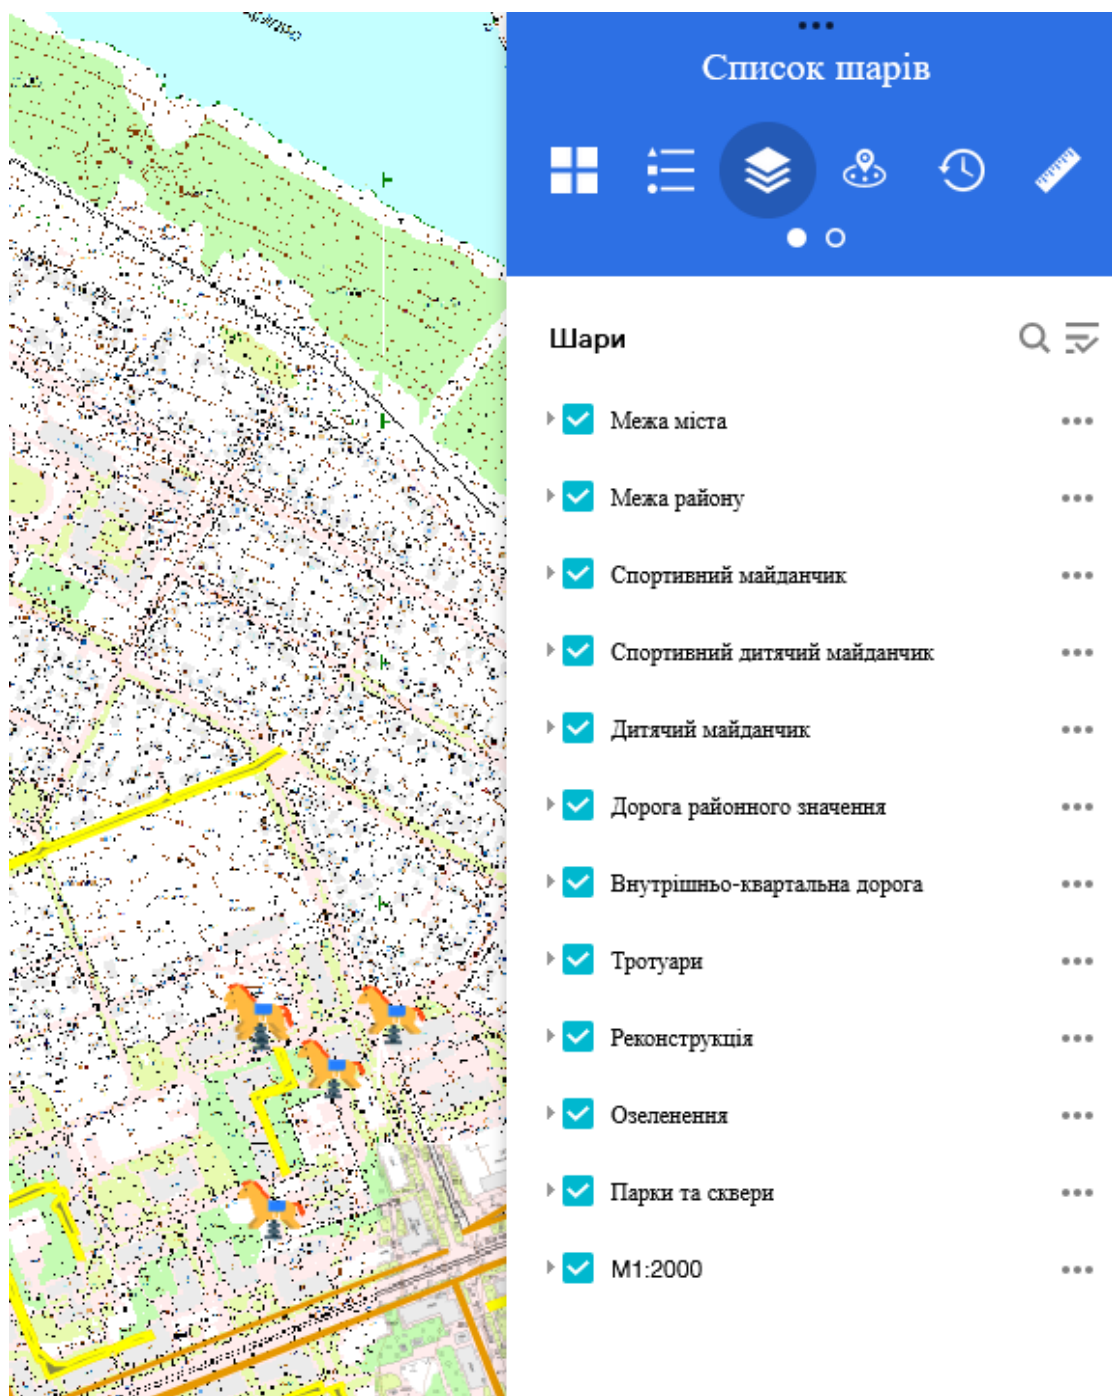 Список шарів
Шари
Межа міста
Межа району
Спортивний майданчик
Спортивний дитячий майданчик
Дитячий майданчик
Дорога районного значення
Внутрішньо-квартальна дорога
Тротуари
Реконструкція
Озеленення
Парки та сквери
М1:2000